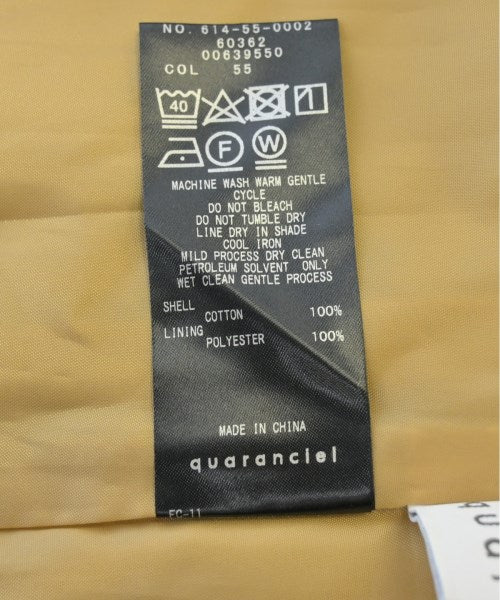 NO. 614-55-0002
60362
00639550
COL 55
40
F W
MACHINE WASH WARM GENTLE
CYCLE
DO NOT BLEACH
DO NOT TUMBLE DRY
LINE DRY IN SHADE
COOL IRON
MILD PROCESS DRY CLEAN
PETROLEUM SOLVENT ONLY
WET CLEAN GENTLE PROCESS
SHELL
COTTON 100%
LINING
POLYESTER 100%
MADE IN CHINA
quaranciel
FC-11